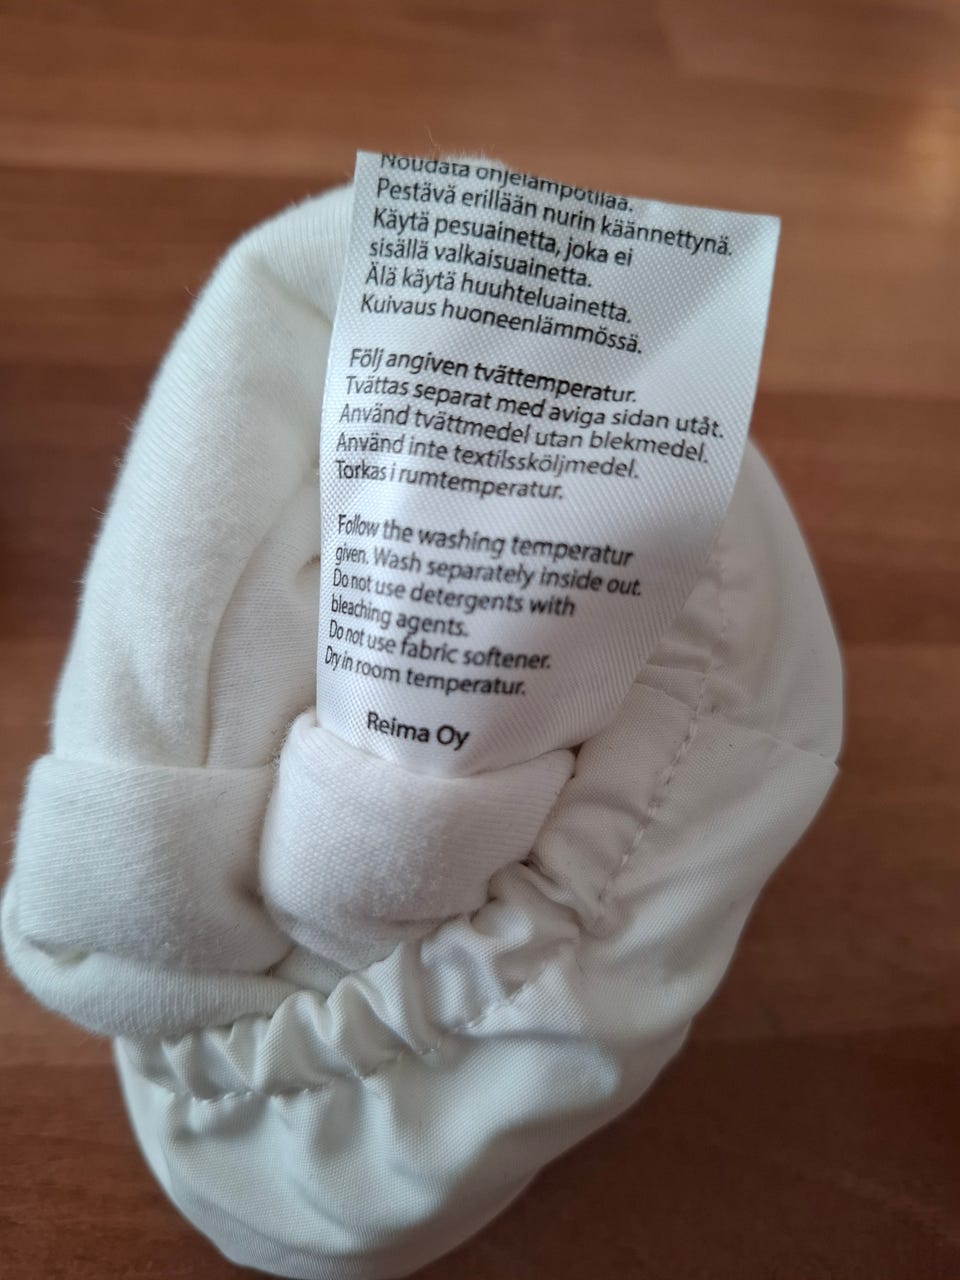 Noudata ohjelämpötilaa.
Pestävä erillään nurin käännettynä.
Käytä pesuainetta, joka ei
sisällä valkaisuainetta.
Älä käytä huuhteluainetta.
Kuivaus huoneenlämmössä.
Följ angiven tvättemperatur.
Tvättas separat med aviga sidan utåt.
Använd tvättmedel utan blekmedel.
Använd inte textilssköljmedel.
Torkas i rumtemperatur.
Follow the washing temperatur
given. Wash separately inside out.
Do not use detergents with
bleaching agents.
Do not use fabric softener.
Dry in room temperatur.
Reima Oy